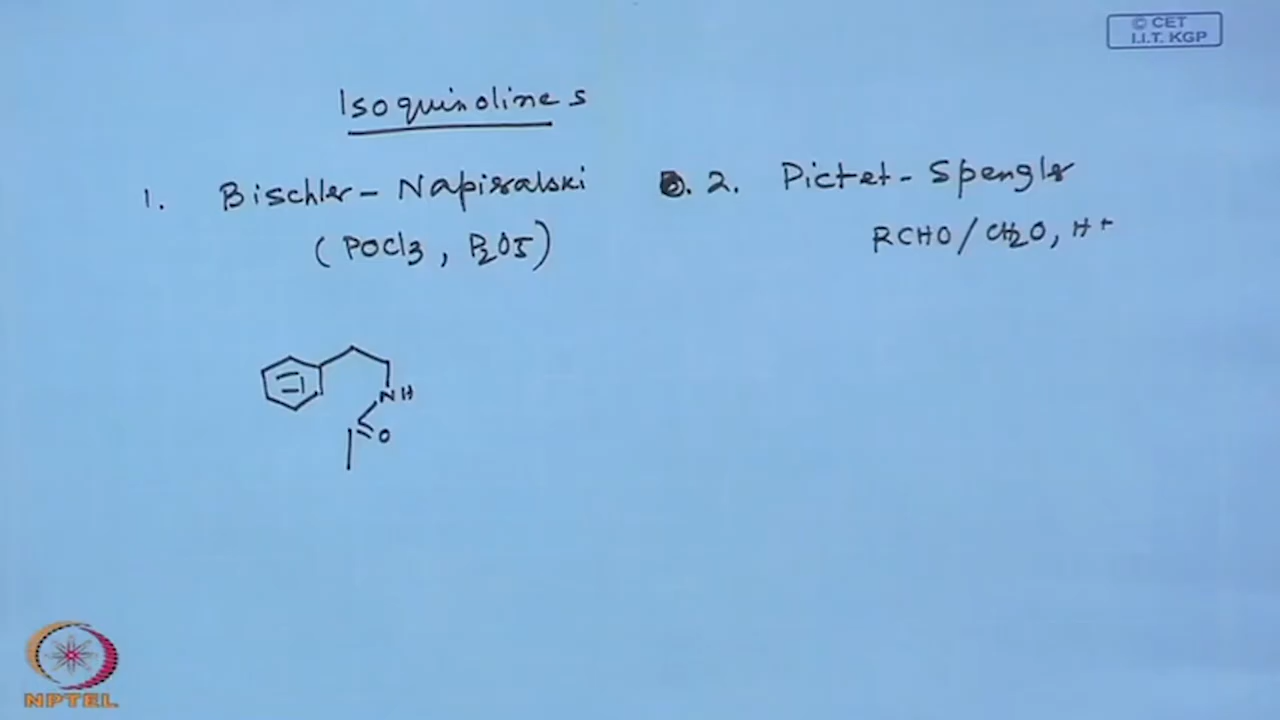 © CET
I.I.T. KGP
Isoquinolines
1. Bischler - Napiralski
(POCl3, P2O5)
2. Pictet - Spengler
RCHO / CH2O, H+
NH
O
NPTEL